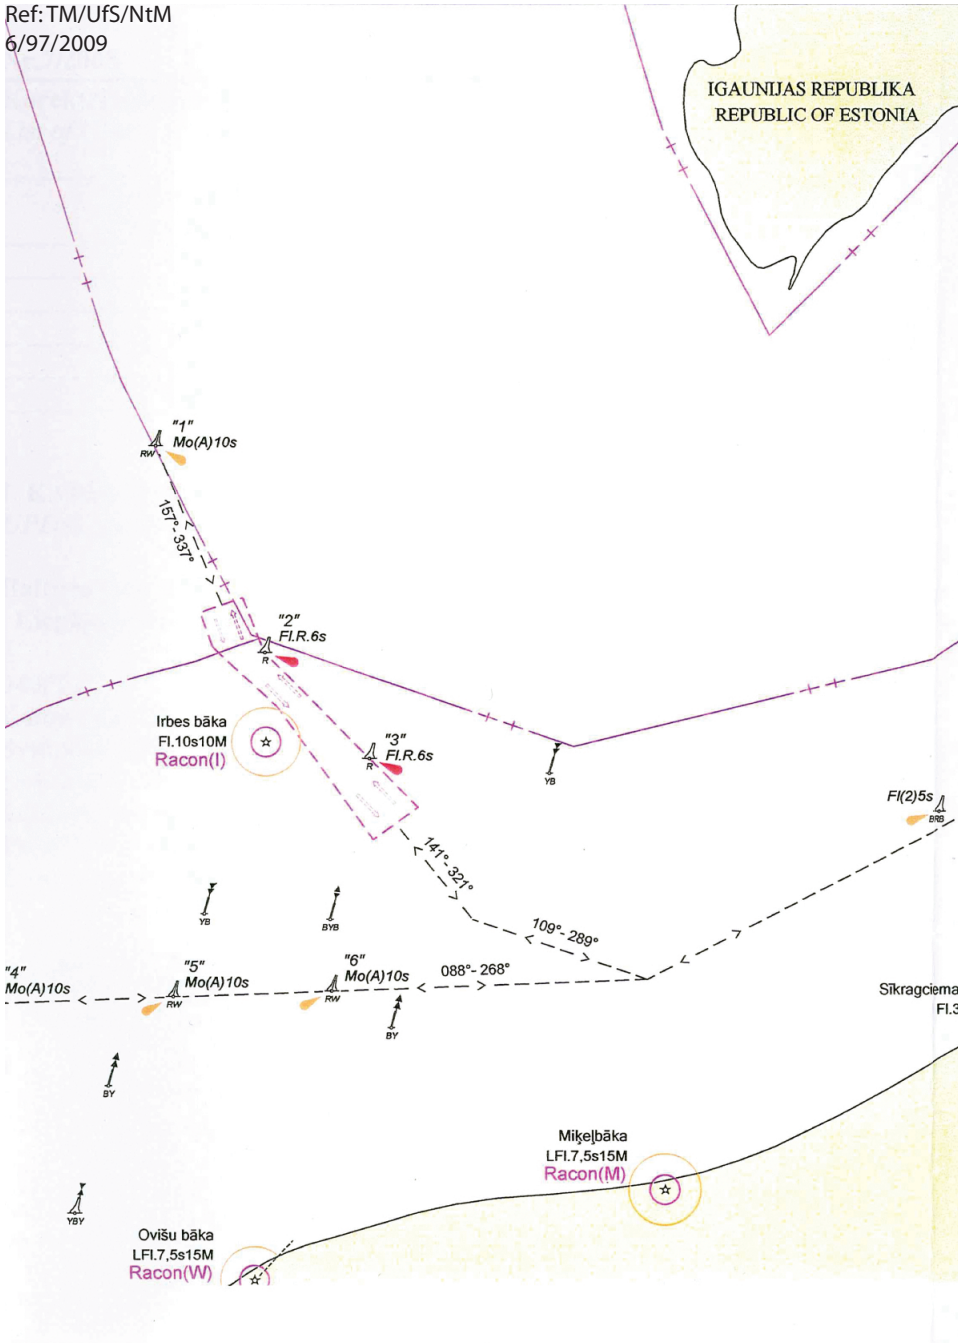 Ref: TM/UfS/NtM
6/97/2009
IGAUNIJAS REPUBLIKA
REPUBLIC OF ESTONIA
"1"
Mo(A)10s
RW
157°- 337°
"2"
Fl.R.6s
R
Irbes bāka
Fl.10s10M
Racon(I)
"3"
Fl.R.6s
R
YB
Fl(2)5s
BRB
141°- 321°
YB
BYB
109°- 289°
"4"
Mo(A)10s
"5"
Mo(A)10s
RW
"6"
Mo(A)10s
RW
088°- 268°
BY
Sīkragciema
Fl.3
BY
Miķeļbāka
LFl.7,5s15M
Racon(M)
YBY
Ovišu bāka
LFl.7,5s15M
Racon(W)